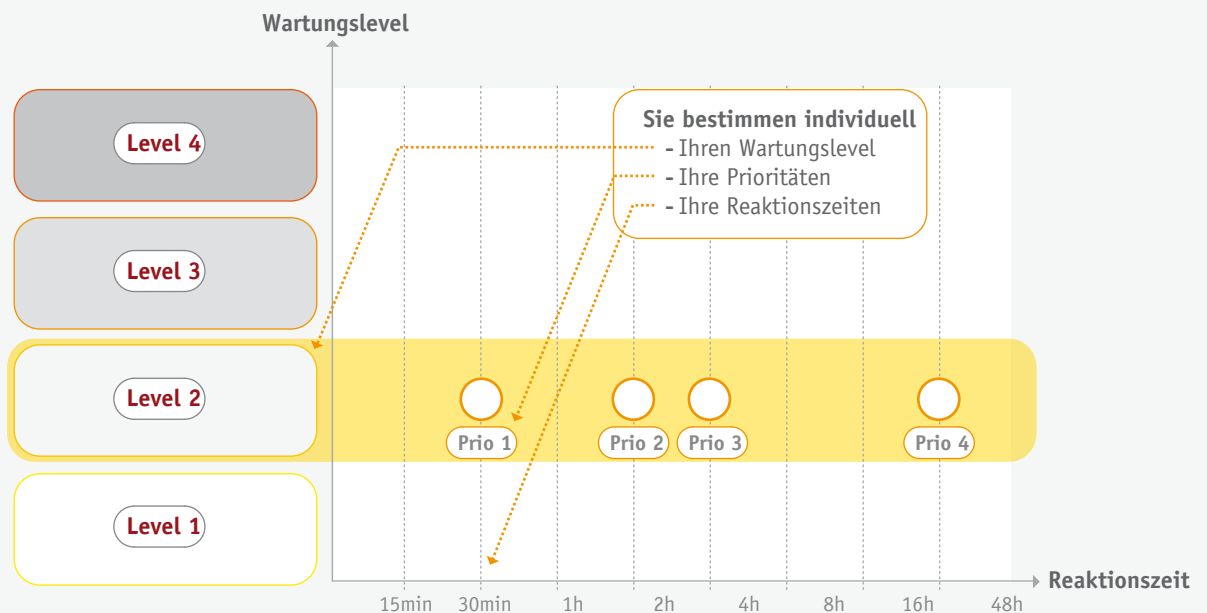 Wartungslevel
Sie bestimmen individuell
- Ihren Wartungslevel
- Ihre Prioritäten
- Ihre Reaktionszeiten
Level 4
Level 3
Level 2
Prio 1 Prio 2 Prio 3 Prio 4
Level 1
Reaktionszeit
15min 30min 1h 2h 4h 8h 16h 48h